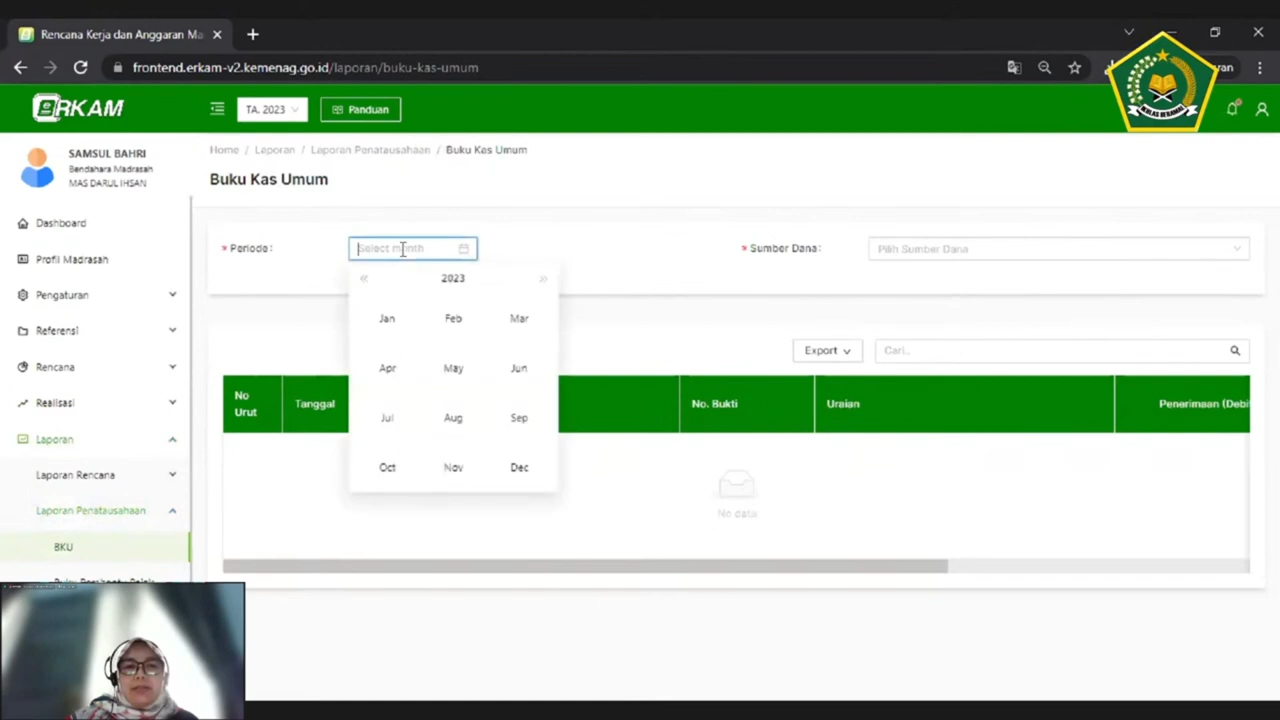 Rencana Kerja dan Anggaran Ma
frontend.erkam-v2.kemenag.go.id/laporan/buku-kas-umum
eRKAM
TA. 2023
Panduan
SAMSUL BAHRI
Bendahara Madrasah
MAS DARUL IHSAN
Home / Laporan / Laporan Penatausahaan / Buku Kas Umum
Buku Kas Umum
Dashboard
Profil Madrasah
Pengaturan
Referensi
Rencana
Realisasi
Laporan
Laporan Rencana
Laporan Penatausahaan
BKU
* Periode:
Select month
* Sumber Dana:
Pilih Sumber Dana
2023
Jan Feb Mar
Apr May Jun
Jul Aug Sep
Oct Nov Dec
Export
Cari...
No Urut
Tanggal
No. Bukti
Uraian
Penerimaan (Debi
No data